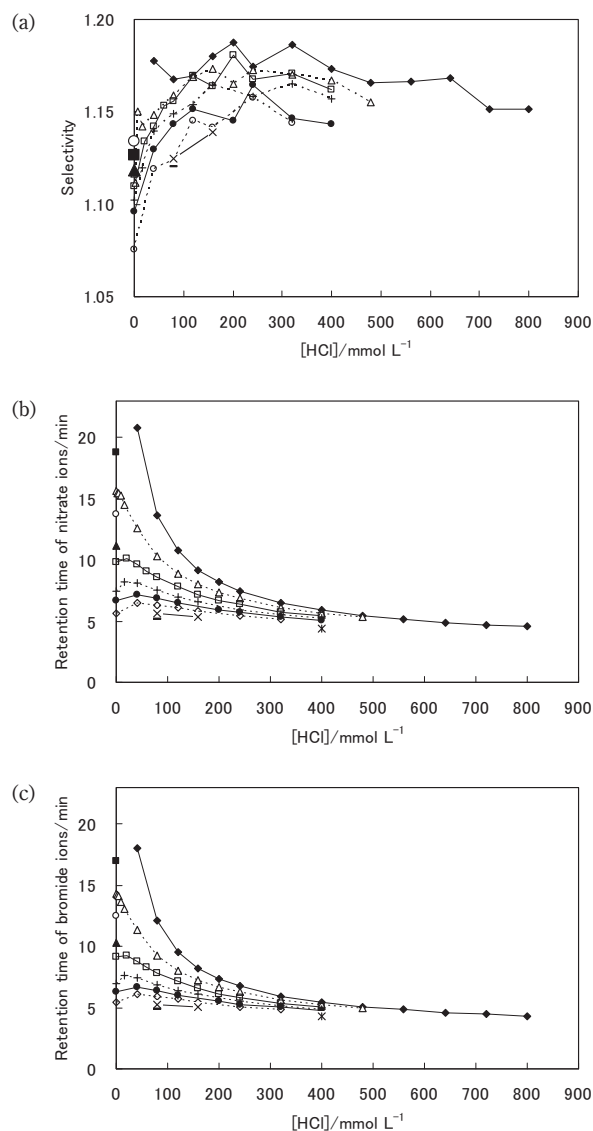 (a)
1.20
1.15
1.10
1.05
Selectivity
0 100 200 300 400 500 600 700 800 900
[HCl]/mmol L⁻¹
(b)
20
15
10
5
0
Retention time of nitrate ions/min
0 100 200 300 400 500 600 700 800 900
[HCl]/mmol L⁻¹
(c)
20
15
10
5
0
Retention time of bromide ions/min
0 100 200 300 400 500 600 700 800 900
[HCl]/mmol L⁻¹